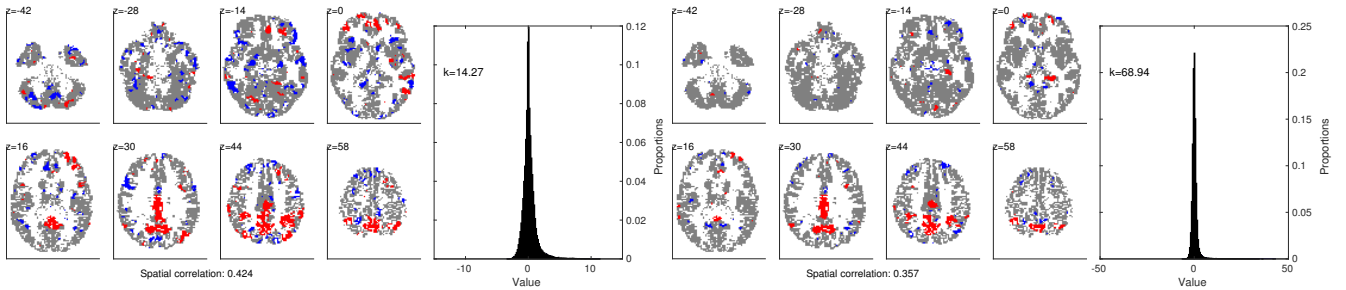 z=-42 z=-28 z=-14 z=0
z=16 z=30 z=44 z=58
Spatial correlation: 0.424
k=14.27
0.12
0.1
0.08
0.06
0.04
0.02
0
Proportions
-10 0 10
Value
z=-42 z=-28 z=-14 z=0
z=16 z=30 z=44 z=58
Spatial correlation: 0.357
k=68.94
0.25
0.2
0.15
0.1
0.05
0
Proportions
-50 0 50
Value